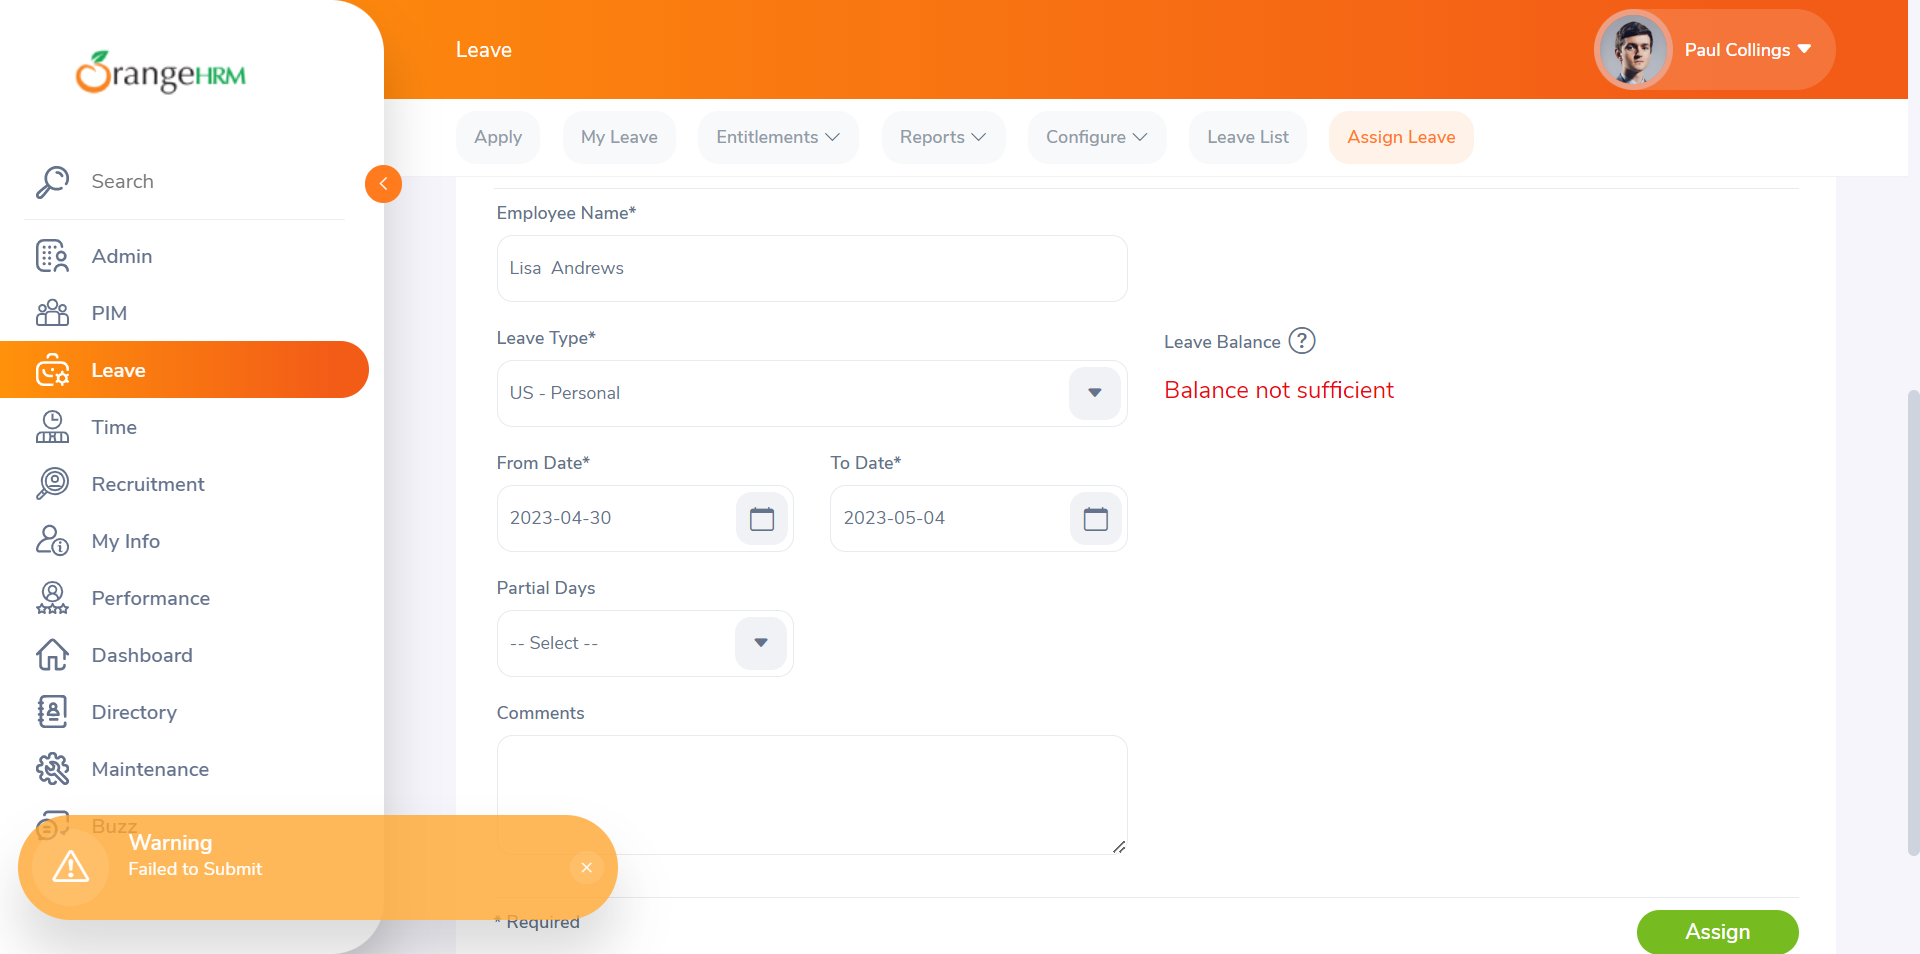 OrangeHRM
Leave
Paul Collings
Apply
My Leave
Entitlements
Reports
Configure
Leave List
Assign Leave
Search
Admin
PIM
Leave
Time
Recruitment
My Info
Performance
Dashboard
Directory
Maintenance
Buzz
Employee Name*
Lisa  Andrews
Leave Type*
US - Personal
Leave Balance ?
Balance not sufficient
From Date*
To Date*
2023-04-30
2023-05-04
Partial Days
-- Select --
Comments
Warning
Failed to Submit
* Required
Assign